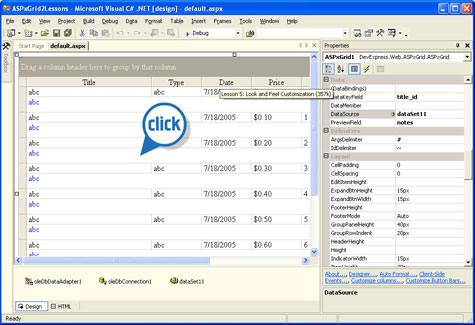 ASPxGrid2Lessons - Microsoft Visual C# .NET [design] - default.aspx
File Edit View Project Build Debug Data Format Table Insert Frames Tools Window Help
Debug
Toolbox
Start Page default.aspx
Drag a column header here to group by that column
Title Type Date Price
abc abc 7/18/
Lesson 5: Look and Feel Customization (357k)
abc
abc abc 7/18/2005 $0.10 1
abc
click
abc abc 7/18/2005 $0.20 2
abc
abc abc 7/18/2005 $0.30 3
abc
abc abc 7/18/2005 $0.40 4
abc
abc abc 7/18/2005 $0.50 5
abc
abc abc 7/18/2005 $0.60 6
abc
oleDbDataAdapter1 oleDbConnection1 dataSet11
Design HTML
Ready
Properties
ASPxGrid1 DevExpress.Web.ASPxGrid.ASPxGrid
Data
(DataBindings)
DataKeyField title_id
DataMember
DataSource dataSet11
PreviewField notes
Delimiters
ArgsDelimiter #
IdDelimiter ~
Layout
CellPadding 0
CellSpacing 0
EditItemHeight
ExpandBtnHeight 15px
ExpandBtnWidth 15px
FooterHeight
FooterMode Auto
GroupPanelHeight 40px
GroupRowIndent 20px
HeaderHeight
Height
IndicatorWidth 15px
About..., Designer..., Auto Format..., Client-Side
Events..., Customize columns..., Customize Button Bars...
DataSource